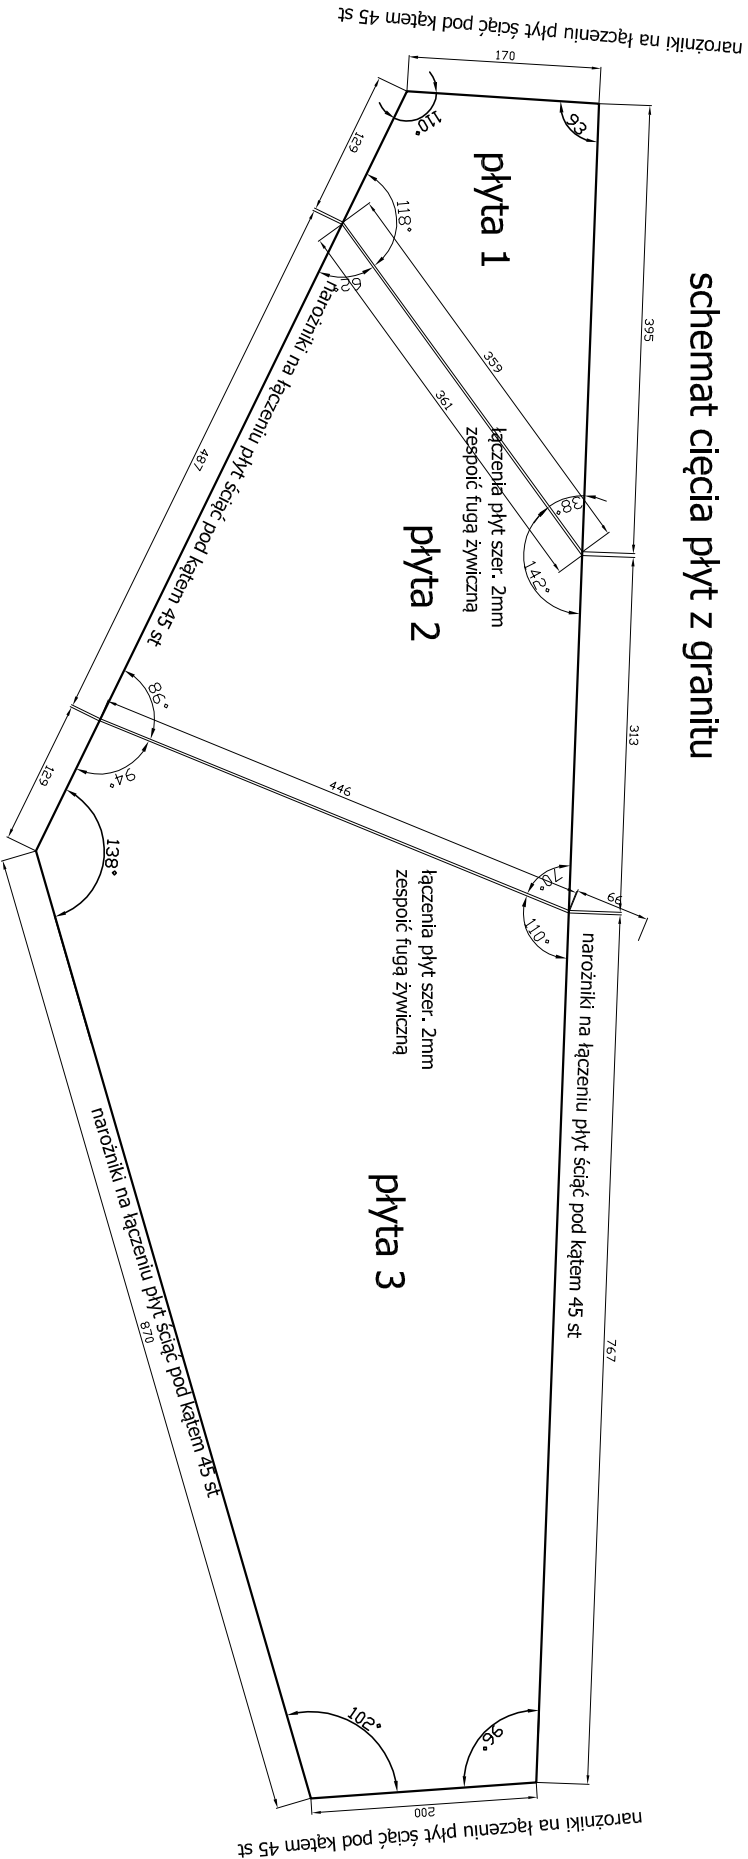 schemat cięcia płyt z granitu
narożniki na łączeniu płyt ściąć pod kątem 45 st
170
93
110°
129
395
płyta 1
118°
62°
359
361
38°
142°
łączenia płyt szer. 2mm
zespoić fugą żywiczną
narożniki na łączeniu płyt ściąć pod kątem 45 st
487
płyta 2
313
86°
94°
129
446
70°
66
110°
138°
łączenia płyt szer. 2mm
zespoić fugą żywiczną
narożniki na łączeniu płyt ściąć pod kątem 45 st
767
płyta 3
narożniki na łączeniu płyt ściąć pod kątem 45 st
870
102°
96°
200
narożniki na łączeniu płyt ściąć pod kątem 45 st